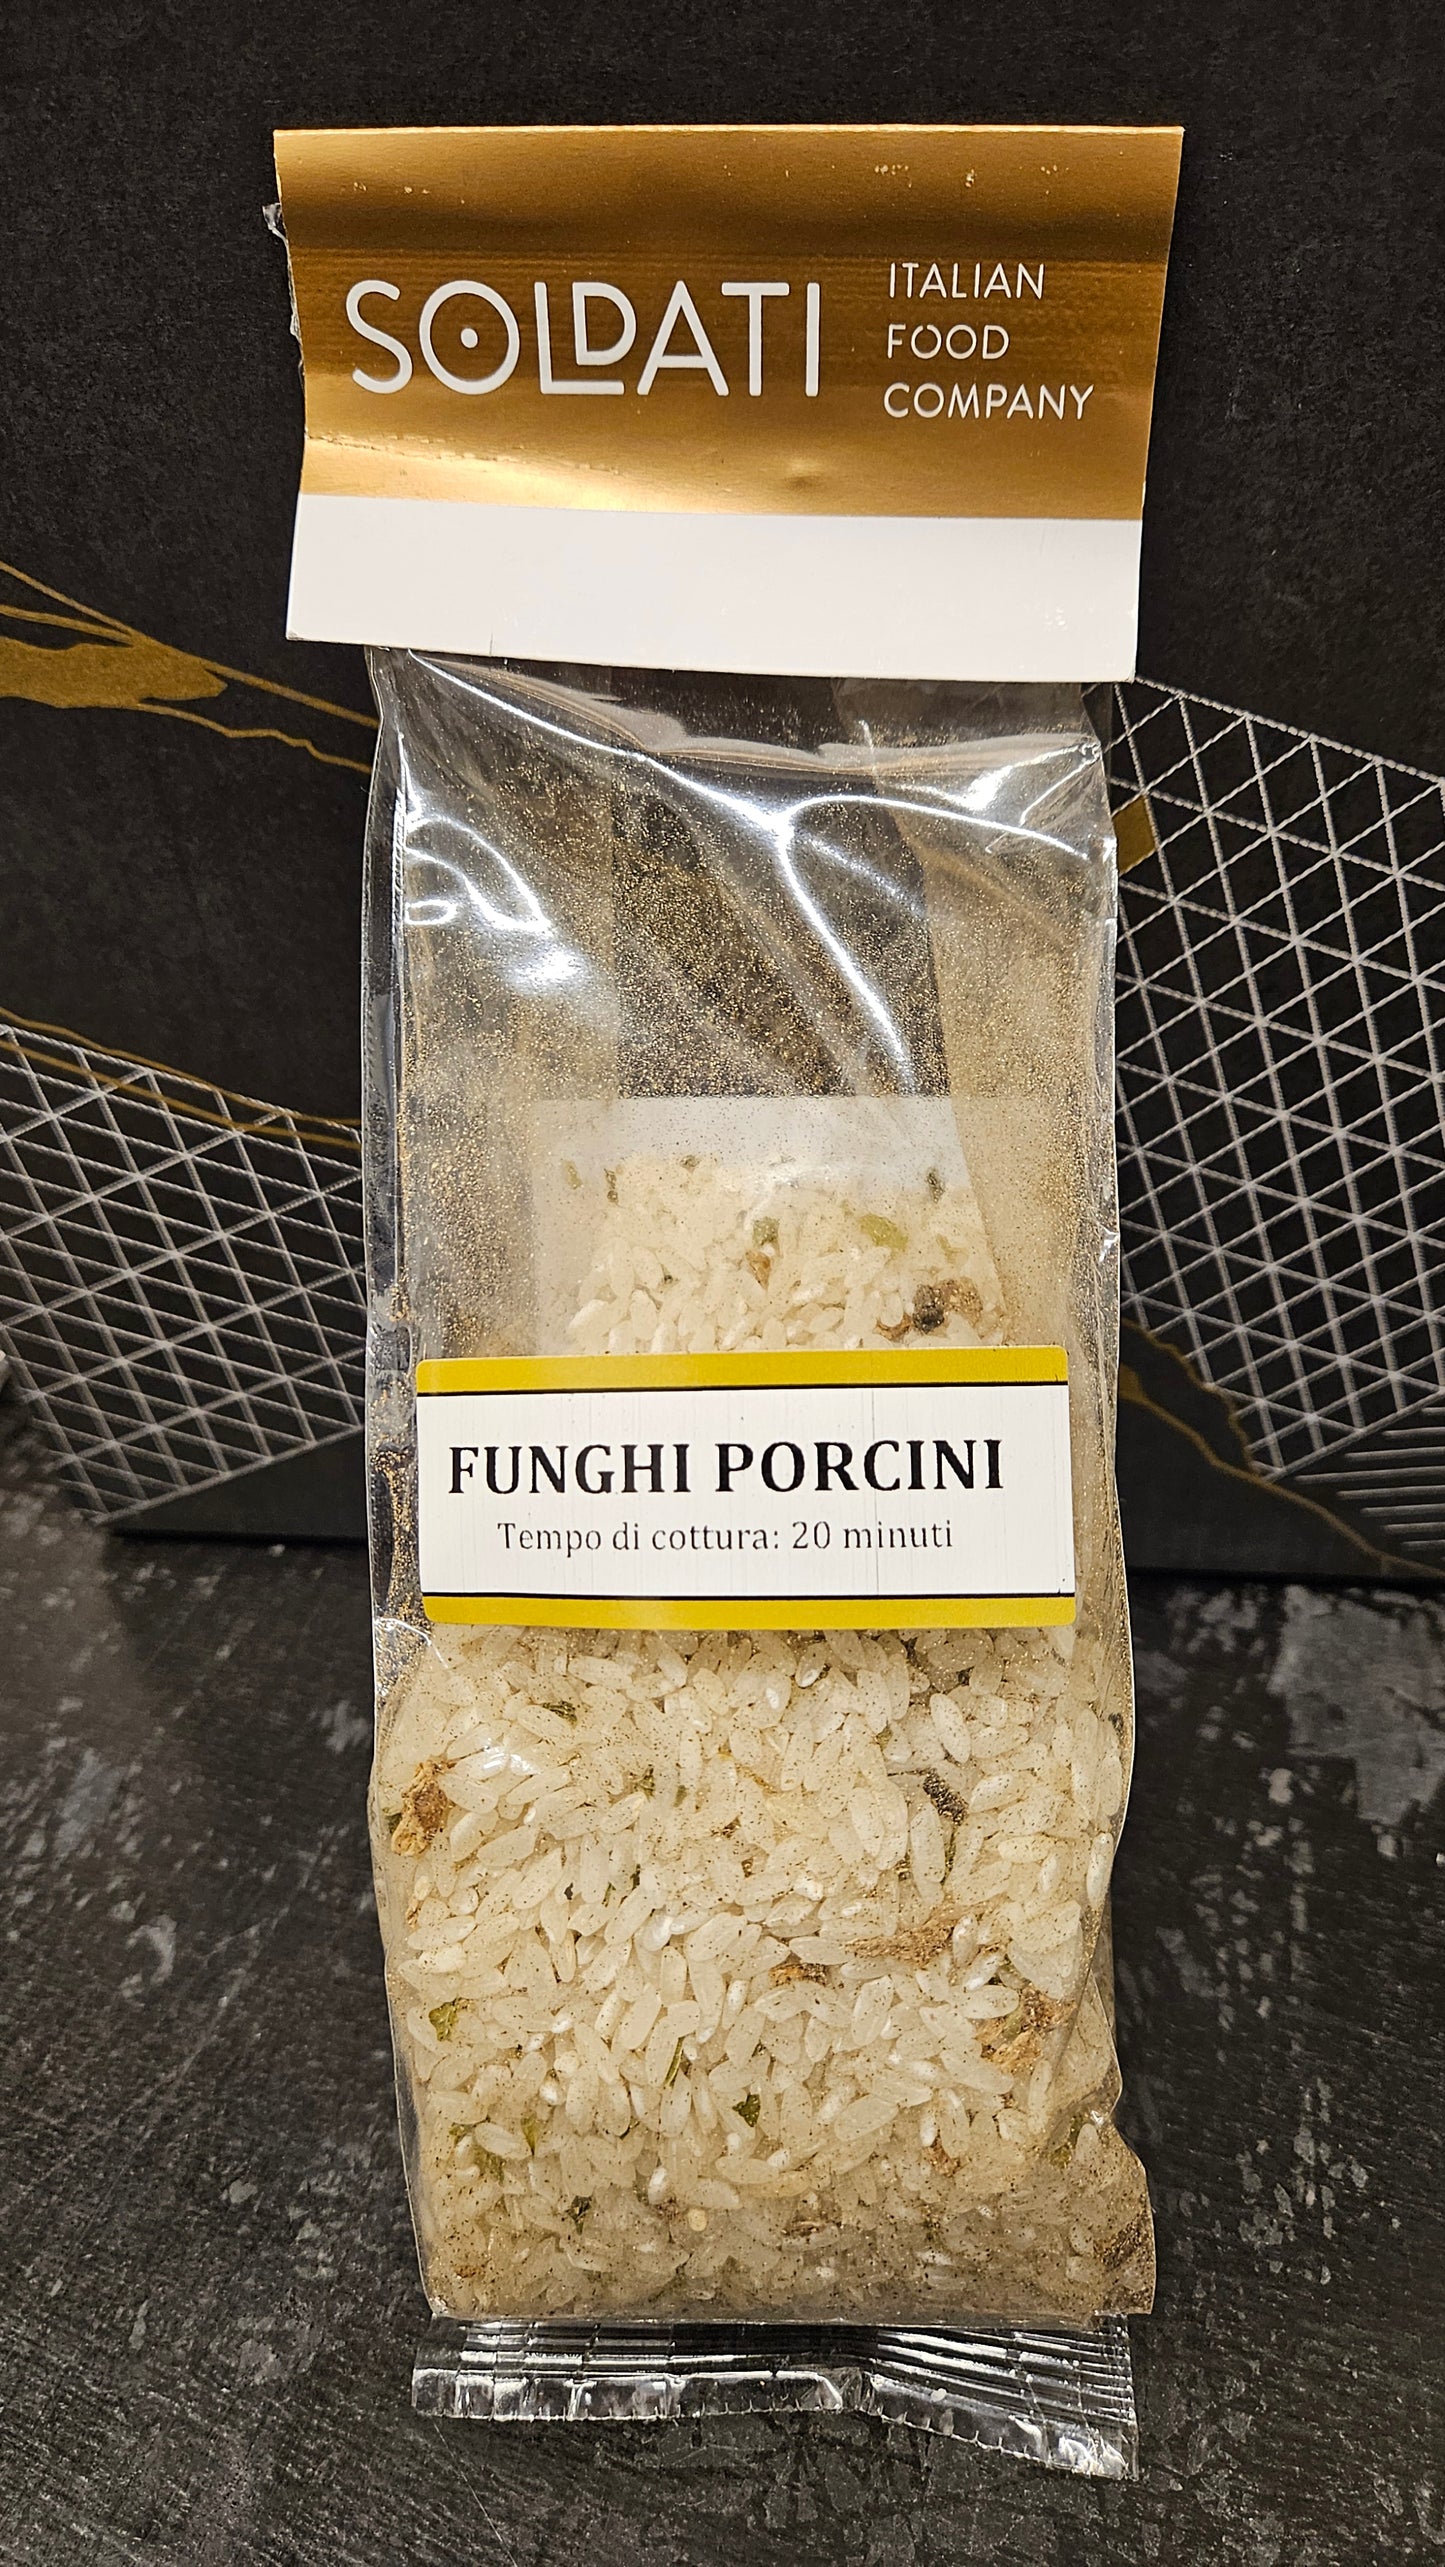 SOLDATI
ITALIAN
FOOD
COMPANY
FUNGHI PORCINI
Tempo di cottura: 20 minuti